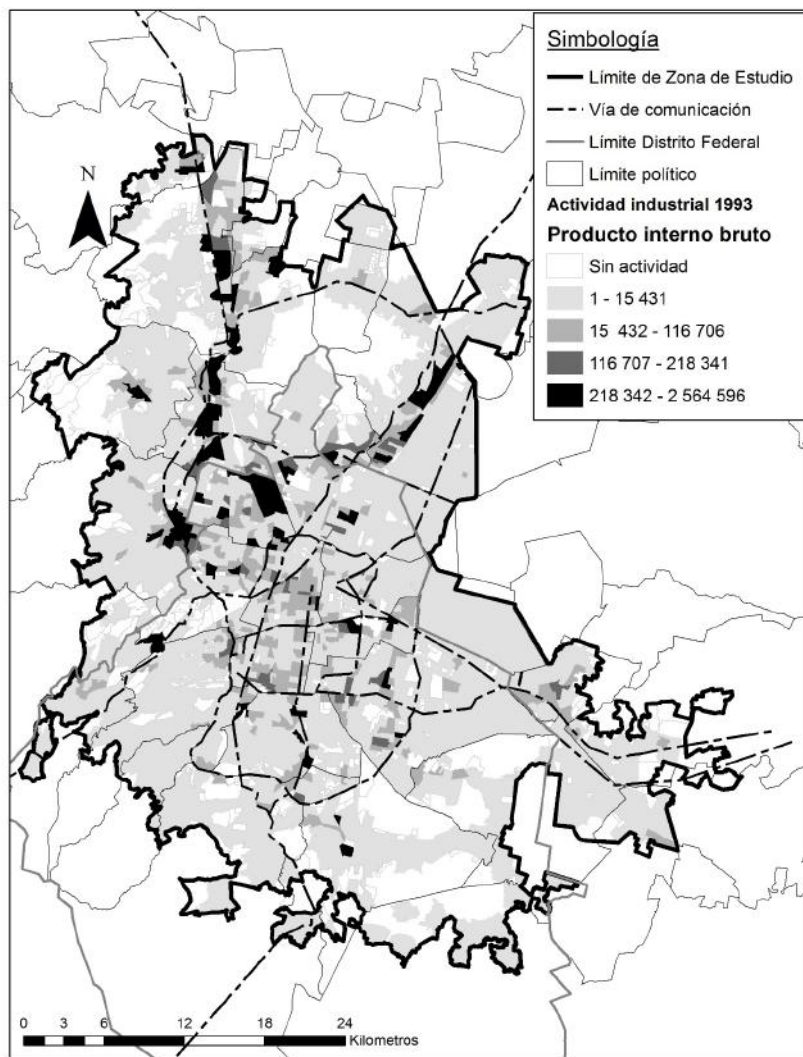 Simbología
Límite de Zona de Estudio
Vía de comunicación
Límite Distrito Federal
Límite político
Actividad industrial 1993
Producto interno bruto
Sin actividad
1 - 15 431
15 432 - 116 706
116 707 - 218 341
218 342 - 2 564 596
N
0 3 6 12 18 24
Kilometros